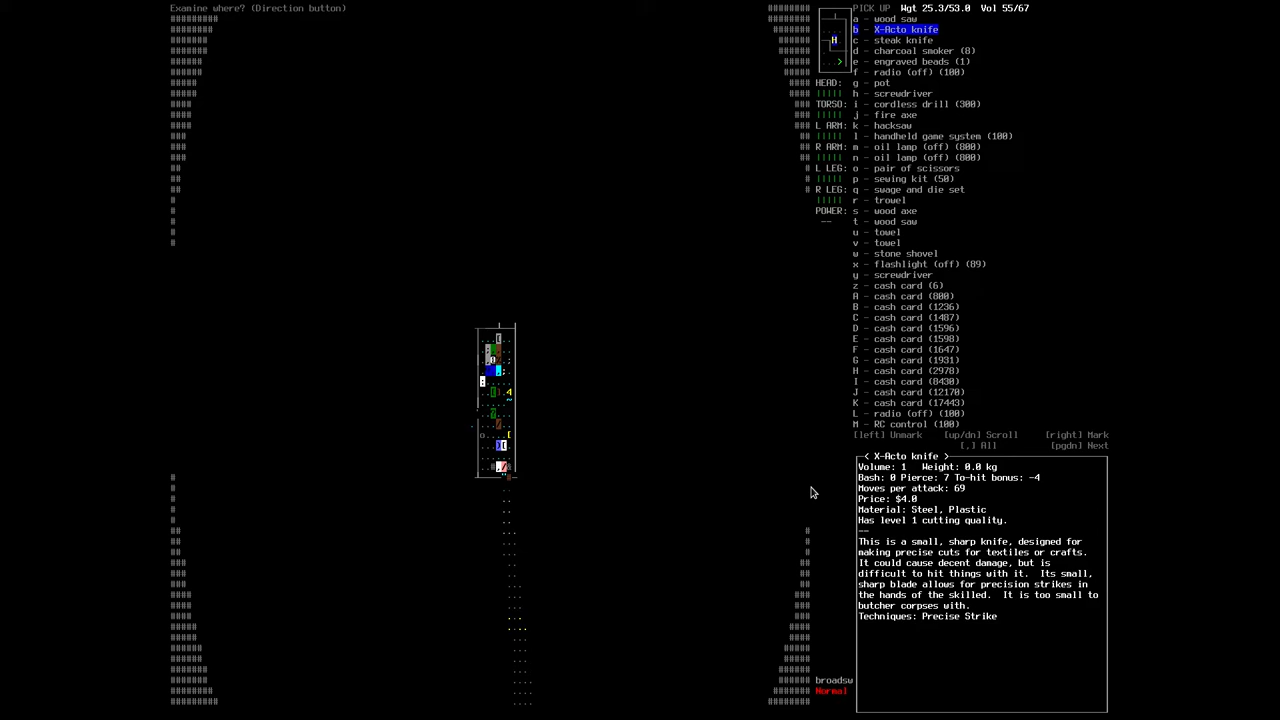 Examine where? (Direction button)
PICK UP Wgt 25.3/53.0 Vol 55/67
a - wood saw
b - X-Acto knife
c - steak knife
d - charcoal smoker (8)
e - engraved beads (1)
f - radio (off) (100)
HEAD: g - pot
h - screwdriver
TORSO: i - cordless drill (300)
j - fire axe
L ARM: k - hacksaw
l - handheld game system (100)
R ARM: m - oil lamp (off) (800)
n - oil lamp (off) (800)
L LEG: o - pair of scissors
p - sewing kit (50)
R LEG: q - swage and die set
r - trowel
POWER: s - wood axe
-- t - wood saw
u - towel
v - towel
w - stone shovel
x - flashlight (off) (89)
y - screwdriver
z - cash card (6)
A - cash card (800)
B - cash card (1236)
C - cash card (1487)
D - cash card (1596)
E - cash card (1598)
F - cash card (1647)
G - cash card (1931)
H - cash card (2978)
I - cash card (8430)
J - cash card (12170)
K - cash card (17443)
L - radio (off) (100)
M - RC control (100)
[left] Unmark [up/dn] Scroll [right] Mark
[,] All [pgdn] Next
< X-Acto knife >
Volume: 1 Weight: 0.0 kg
Bash: 0 Pierce: 7 To-hit bonus: -4
Moves per attack: 69
Price: $4.0
Material: Steel, Plastic
Has level 1 cutting quality.
--
This is a small, sharp knife, designed for
making precise cuts for textiles or crafts.
It could cause decent damage, but is
difficult to hit things with it. Its small,
sharp blade allows for precision strikes in
the hands of the skilled. It is too small to
butcher corpses with.
Techniques: Precise Strike
broadsw
Normal